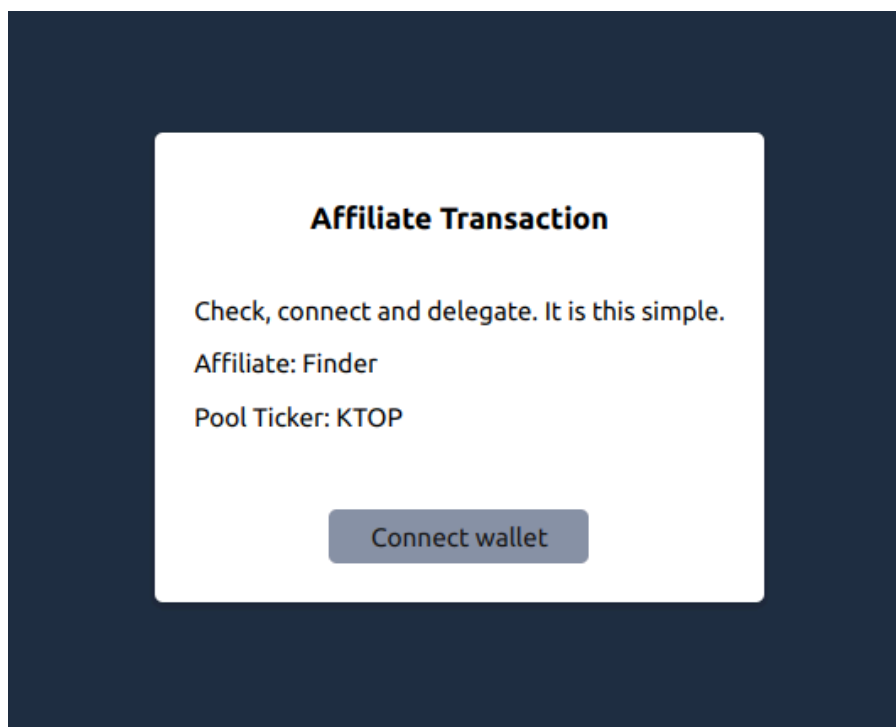 Affiliate Transaction
Check, connect and delegate. It is this simple.
Affiliate: Finder
Pool Ticker: KTOP
Connect wallet